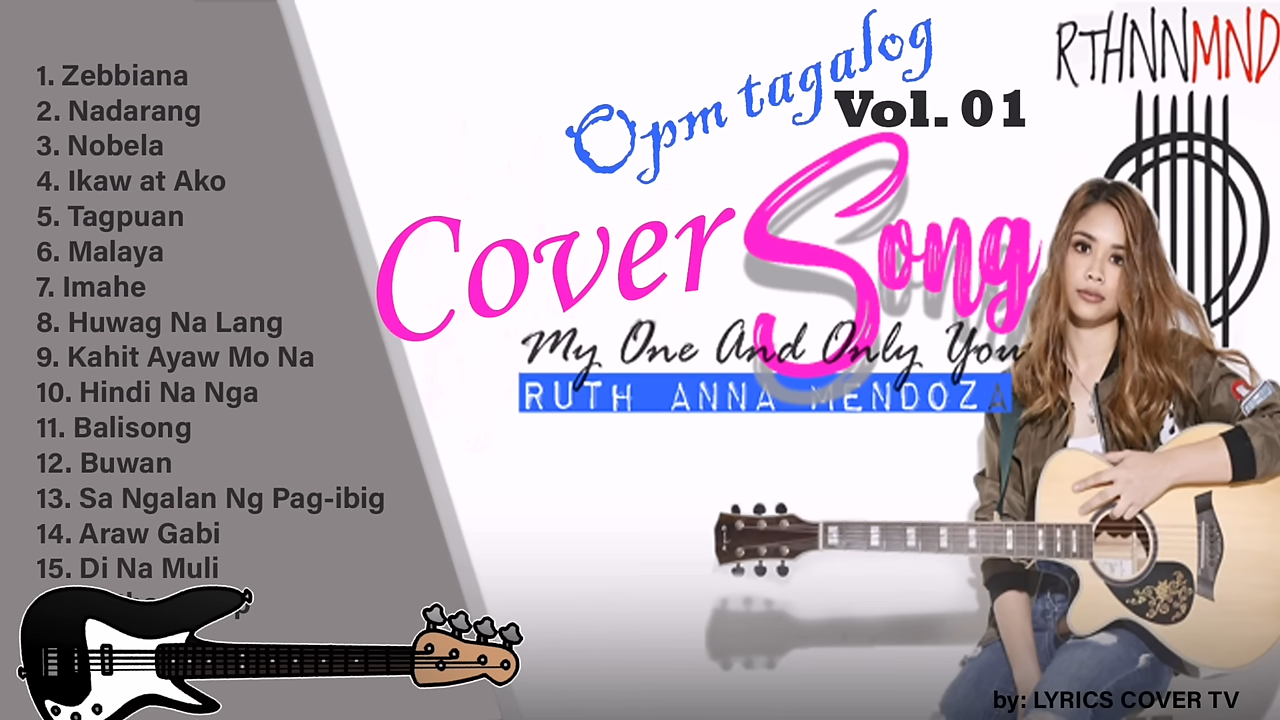 1. Zebbiana
2. Nadarang
3. Nobela
4. Ikaw at Ako
5. Tagpuan
6. Malaya
7. Imahe
8. Huwag Na Lang
9. Kahit Ayaw Mo Na
10. Hindi Na Nga
11. Balisong
12. Buwan
13. Sa Ngalan Ng Pag-ibig
14. Araw Gabi
15. Di Na Muli
Opm tagalog
Vol. 01
Cover Song
My One And Only You
RUTH ANNA MENDOZA
RTHNNMND
by: LYRICS COVER TV